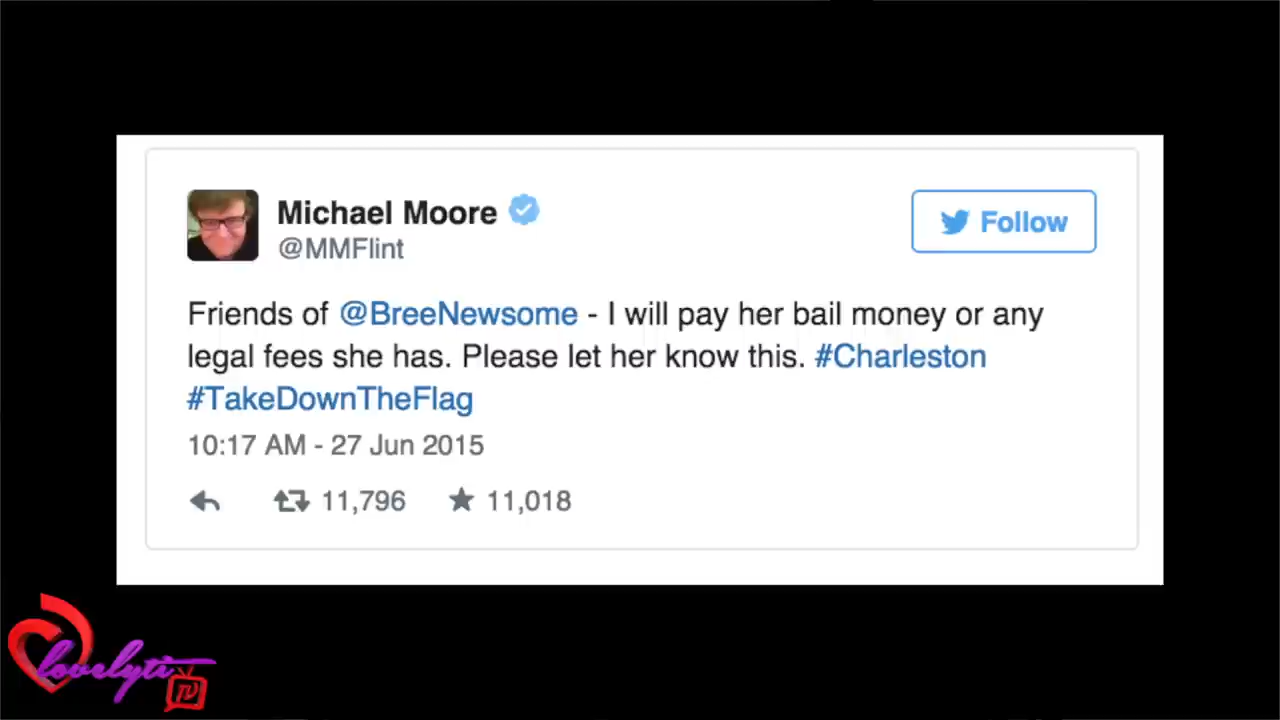 Michael Moore
@MMFlint
Follow
Friends of @BreeNewsome - I will pay her bail money or any
legal fees she has. Please let her know this. #Charleston
#TakeDownTheFlag
10:17 AM - 27 Jun 2015
11,796 11,018
lovelyti
TV